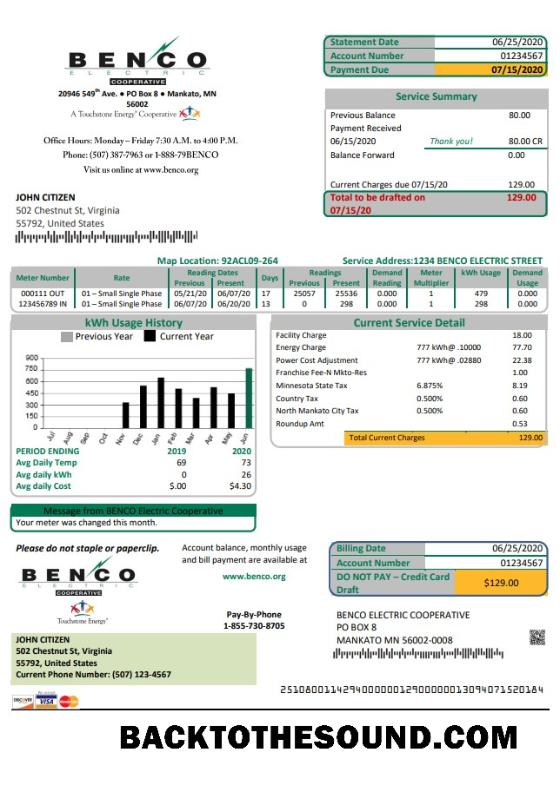 BENCO
ELECTRIC
COOPERATIVE
20946 549th Ave. • PO Box 8 • Mankato, MN
56002
A Touchstone Energy® Cooperative
Office Hours: Monday – Friday 7:30 A.M. to 4:00 P.M.
Phone: (507) 387-7963 or 1-888-79BENCO
Visit us online at www.benco.org
Statement Date 06/25/2020
Account Number 01234567
Payment Due 07/15/2020
Service Summary
Previous Balance 80.00
Payment Received
06/15/2020 Thank you! 80.00 CR
Balance Forward 0.00
Current Charges due 07/15/20 129.00
Total to be drafted on 129.00
07/15/20
JOHN CITIZEN
502 Chestnut St, Virginia
55792, United States
Map Location: 92ACL09-264 Service Address:1234 BENCO ELECTRIC STREET
Meter Number Rate Reading Dates Days Readings Demand Meter kWh Usage Demand
Previous Present Previous Present Reading Multiplier Usage
000111 OUT 01 – Small Single Phase 05/21/20 06/07/20 17 25057 25536 0.000 1 479 0.000
123456789 IN 01 – Small Single Phase 06/07/20 06/20/20 13 0 298 0.000 1 298 0.000
kWh Usage History
Previous Year Current Year
900
750
600
450
300
150
0
Jul Aug Sep Oct Nov Dec Jan Feb Mar Apr May Jun
PERIOD ENDING 2019 2020
Avg Daily Temp 69 73
Avg daily kWh 0 26
Avg daily Cost $.00 $4.30
Current Service Detail
Facility Charge 18.00
Energy Charge 777 kWh@ .10000 77.70
Power Cost Adjustment 777 kWh@ .02880 22.38
Franchise Fee-N Mkto-Res 1.00
Minnesota State Tax 6.875% 8.19
Country Tax 0.500% 0.60
North Mankato City Tax 0.500% 0.60
Roundup Amt 0.53
Total Current Charges 129.00
Message from BENCO Electric Cooperative
Your meter was changed this month.
Please do not staple or paperclip.
BENCO
ELECTRIC
COOPERATIVE
Touchstone Energy®
Account balance, monthly usage
and bill payment are available at
www.benco.org
Pay-By-Phone
1-855-730-8705
Billing Date 06/25/2020
Account Number 01234567
DO NOT PAY – Credit Card
Draft $129.00
BENCO ELECTRIC COOPERATIVE
PO BOX 8
MANKATO MN 56002-0008
JOHN CITIZEN
502 Chestnut St, Virginia
55792, United States
Current Phone Number: (507) 123-4567
DISCOVER VISA
2510800114294000000129000000130940715 20184
BACKTOTHESOUND.COM